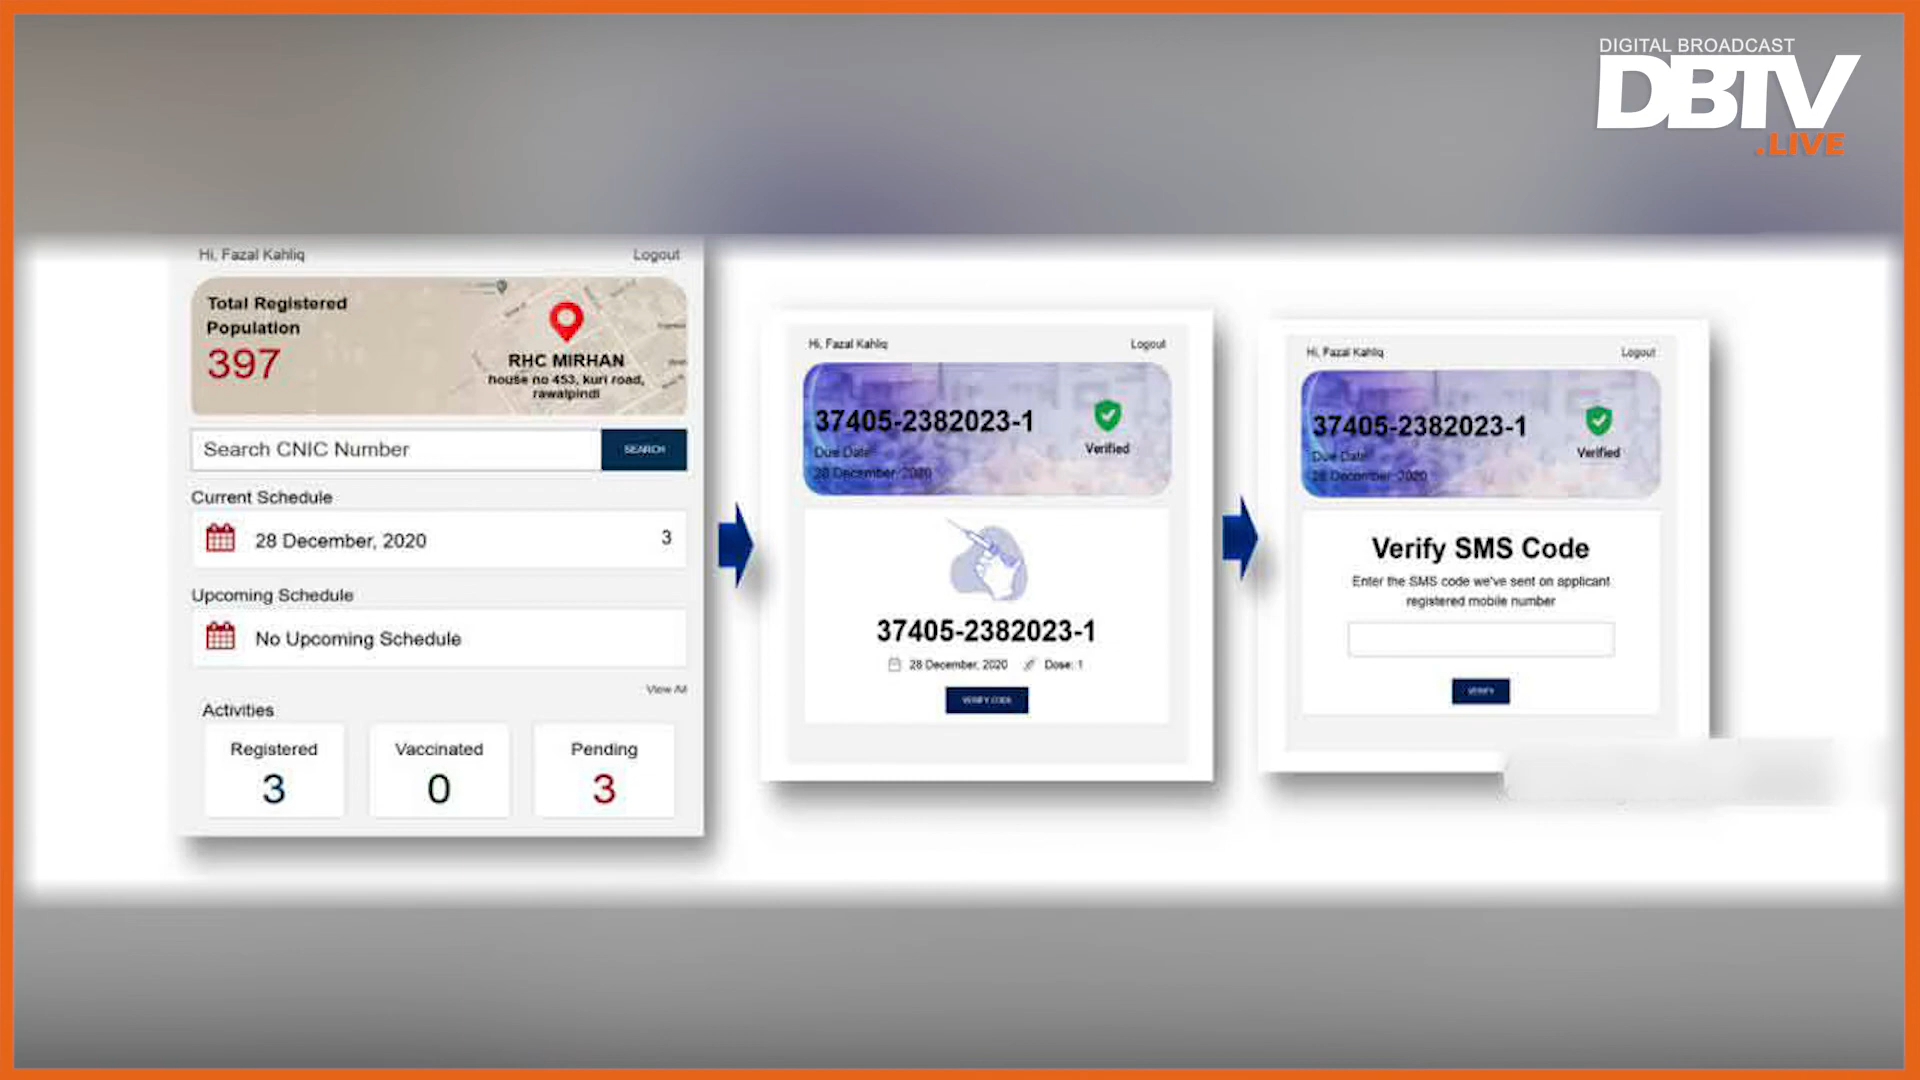 DIGITAL BROADCAST
DBTV
.LIVE
Hi, Fazal Kahliq
Logout
Total Registered
Population
397
RHC MIRHAN
house no 453, kuri road,
rawalpindi
Search CNIC Number
SEARCH
Current Schedule
28 December, 2020
3
Upcoming Schedule
No Upcoming Schedule
View All
Activities
Registered
3
Vaccinated
0
Pending
3
Hi, Fazal Kahliq
Logout
37405-2382023-1
Due Date
28 December, 2020
Verified
37405-2382023-1
28 December, 2020
Dose: 1
VERIFY CODE
Hi, Fazal Kahliq
Logout
37405-2382023-1
Due Date
28 December, 2020
Verified
Verify SMS Code
Enter the SMS code we've sent on applicant
registered mobile number
VERIFY